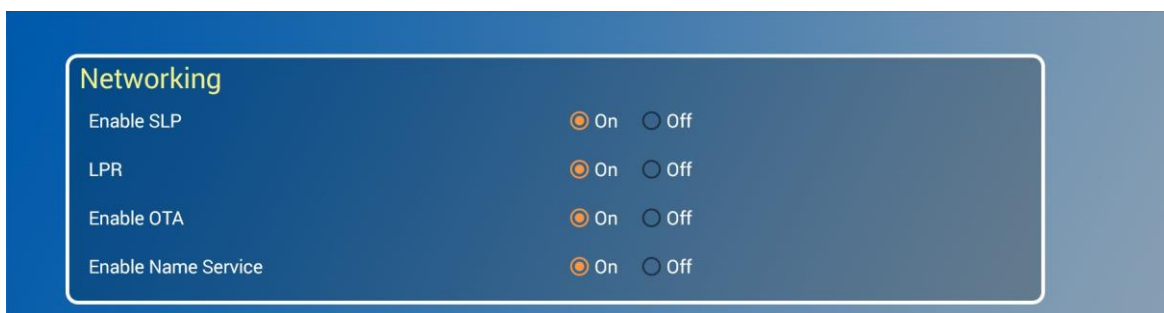 Networking
Enable SLP On Off
LPR On Off
Enable OTA On Off
Enable Name Service On Off